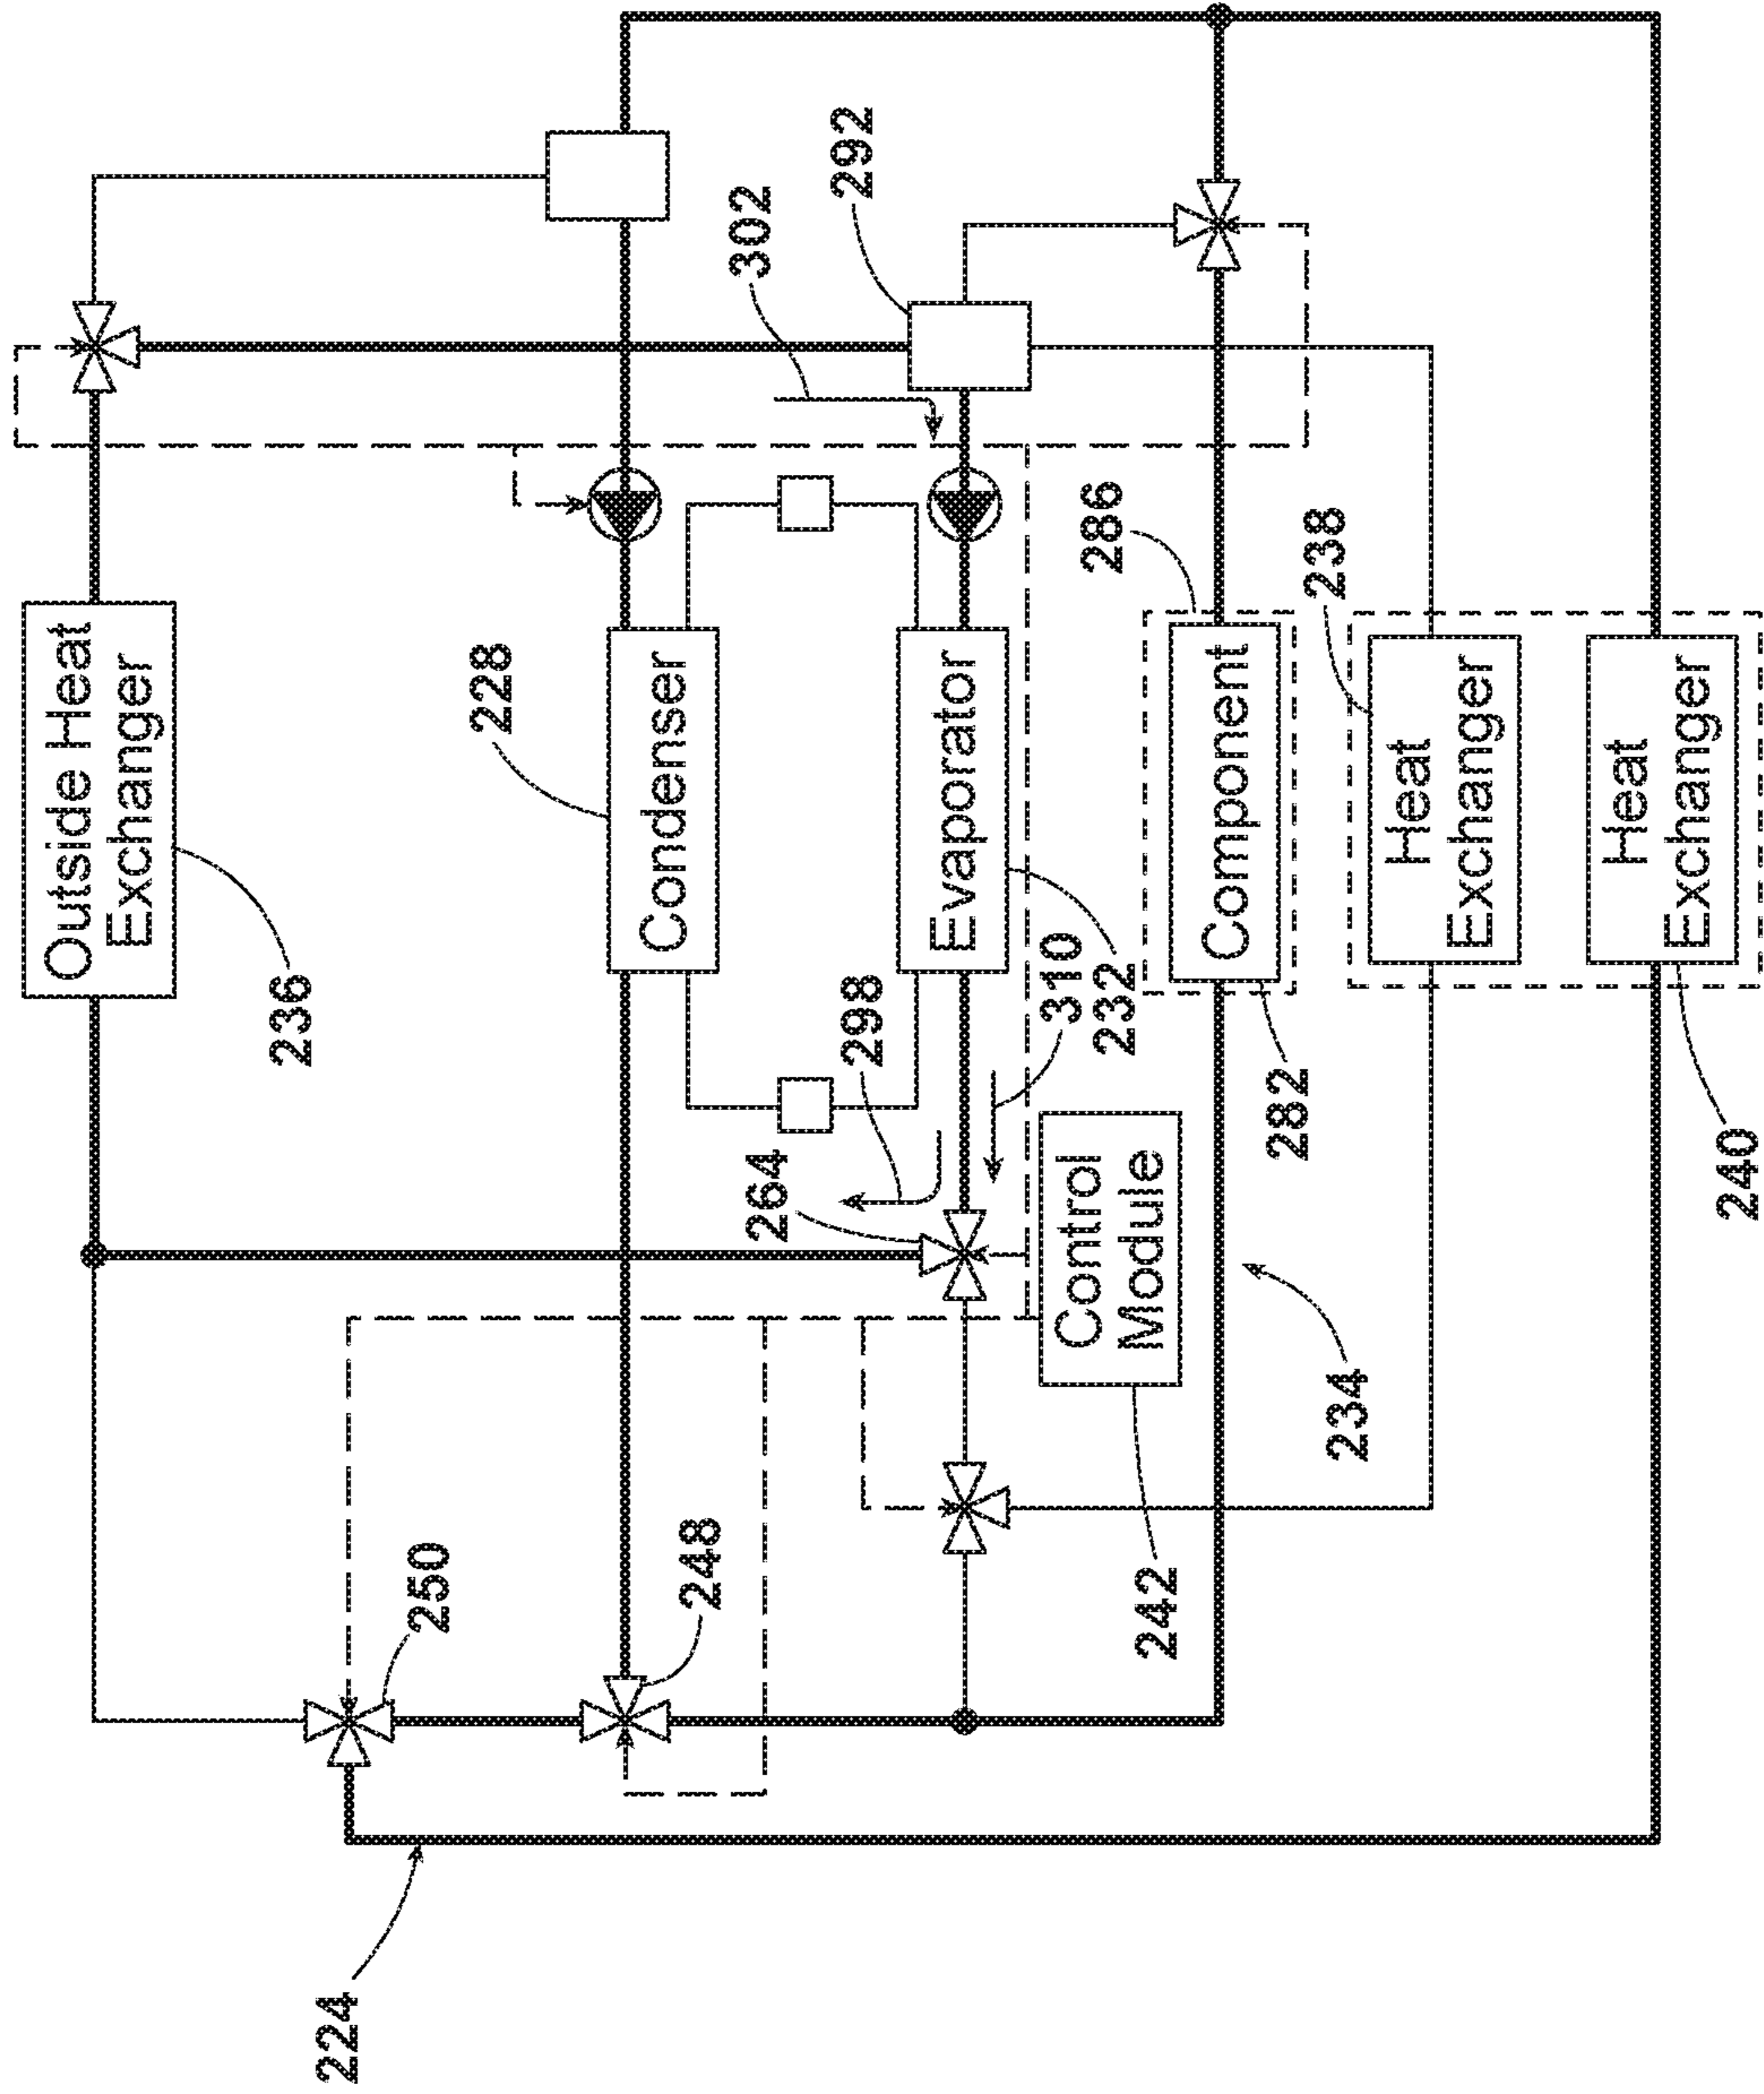 Outside Heat
Exchanger
236
292
302
228
Condenser
298
264
Evaporator
310
232
286
Component
282
238
Heat
Exchanger
Heat
Exchanger
240
Control
Module
242
234
250
248
224